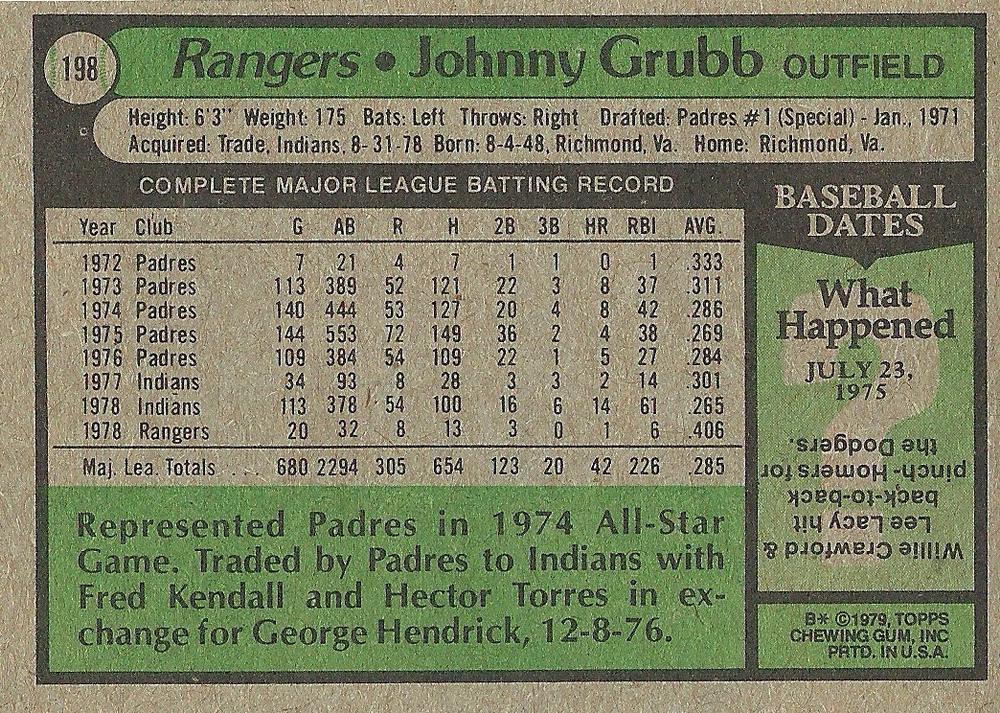 198 Rangers • Johnny Grubb OUTFIELD
Height: 6'3" Weight: 175 Bats: Left Throws: Right Drafted: Padres #1 (Special) - Jan., 1971
Acquired: Trade, Indians, 8-31-78 Born: 8-4-48, Richmond, Va. Home: Richmond, Va.
COMPLETE MAJOR LEAGUE BATTING RECORD
Year Club G AB R H 2B 3B HR RBI AVG.
1972 Padres 7 21 4 7 1 1 0 1 .333
1973 Padres 113 389 52 121 22 3 8 37 .311
1974 Padres 140 444 53 127 20 4 8 42 .286
1975 Padres 144 553 72 149 36 2 4 38 .269
1976 Padres 109 384 54 109 22 1 5 27 .284
1977 Indians 34 93 8 28 3 3 2 14 .301
1978 Indians 113 378 54 100 16 6 14 61 .265
1978 Rangers 20 32 8 13 3 0 1 6 .406
Maj. Lea. Totals ... 680 2294 305 654 123 20 42 226 .285
Represented Padres in 1974 All-Star
Game. Traded by Padres to Indians with
Fred Kendall and Hector Torres in ex-
change for George Hendrick, 12-8-76.
BASEBALL
DATES
What
Happened
JULY 23,
1975
Willie Crawford &
Lee Lacy hit
back-to-back
pinch-Homers for
the Dodgers.
B* ©1979, TOPPS
CHEWING GUM, INC
PRTD. IN U.S.A.